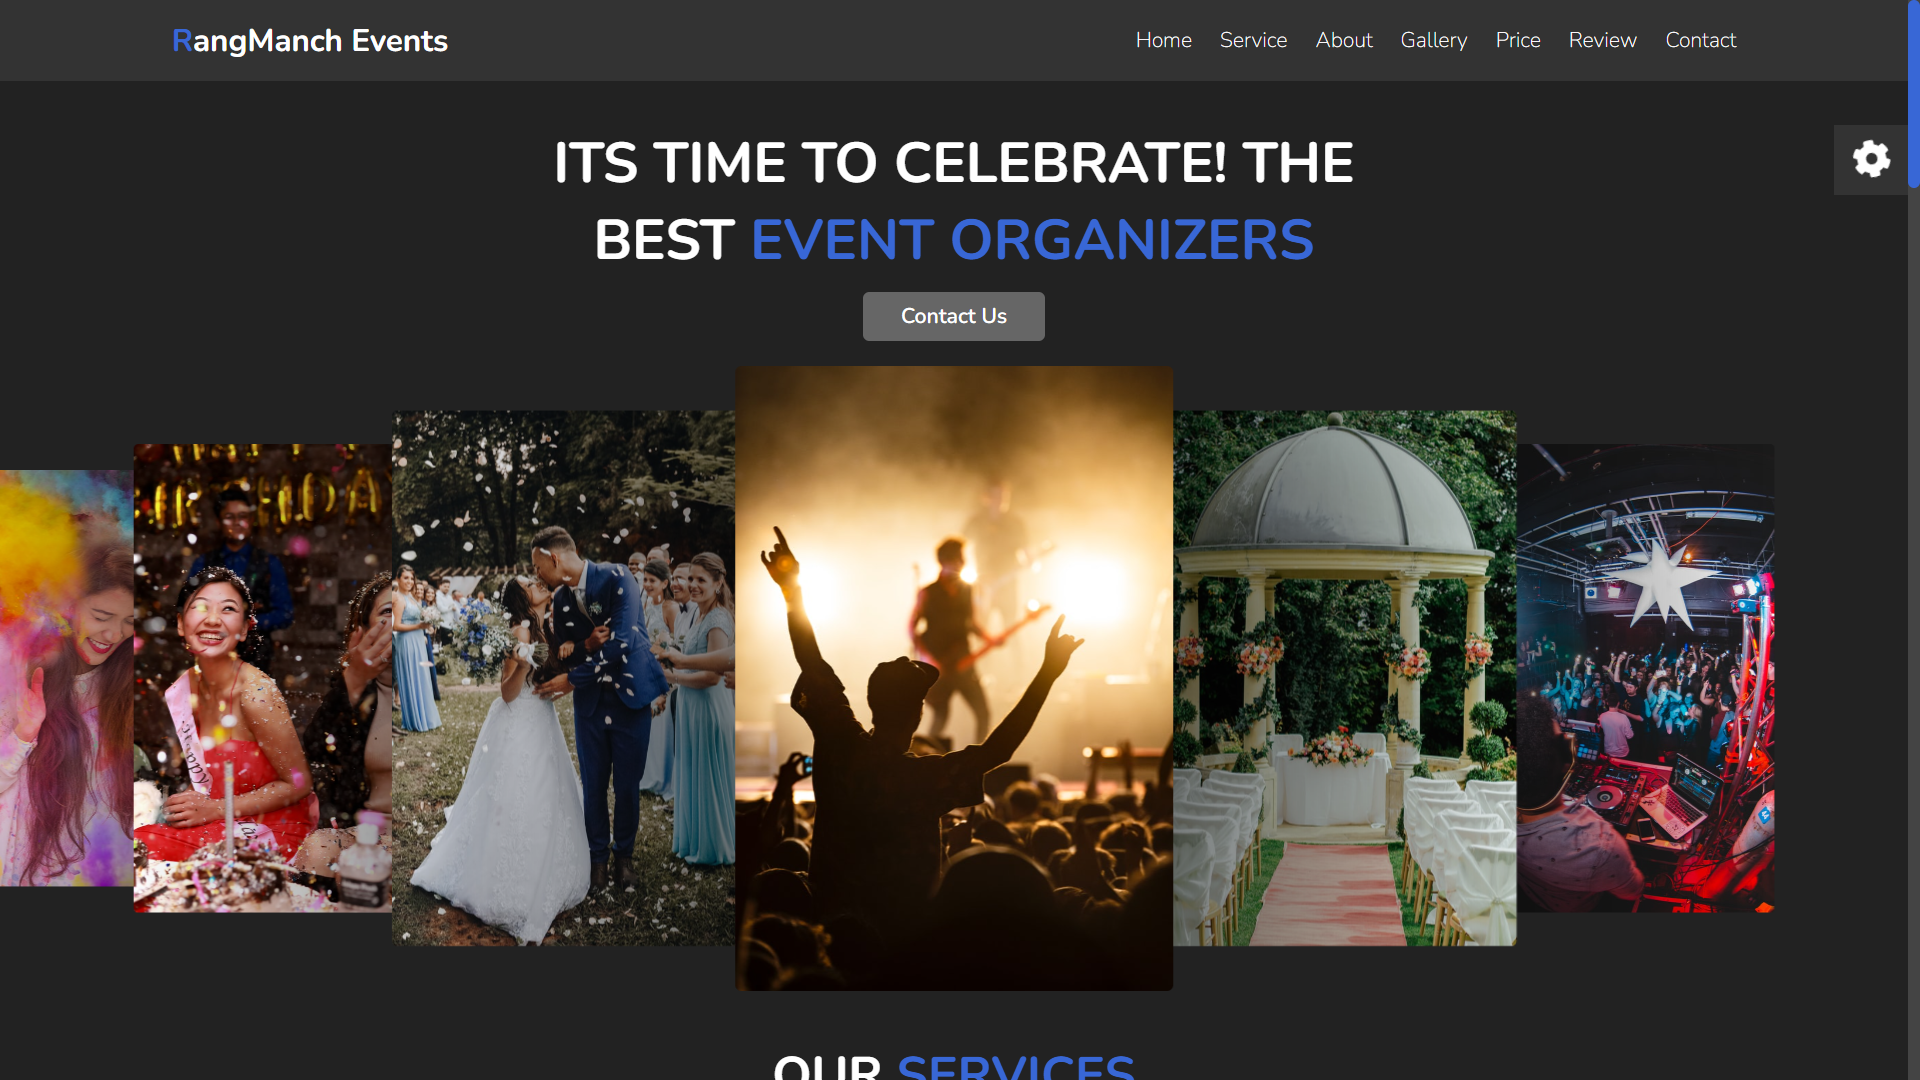 RangManch Events
Home Service About Gallery Price Review Contact
ITS TIME TO CELEBRATE! THE
BEST EVENT ORGANIZERS
Contact Us
OUR SERVICES